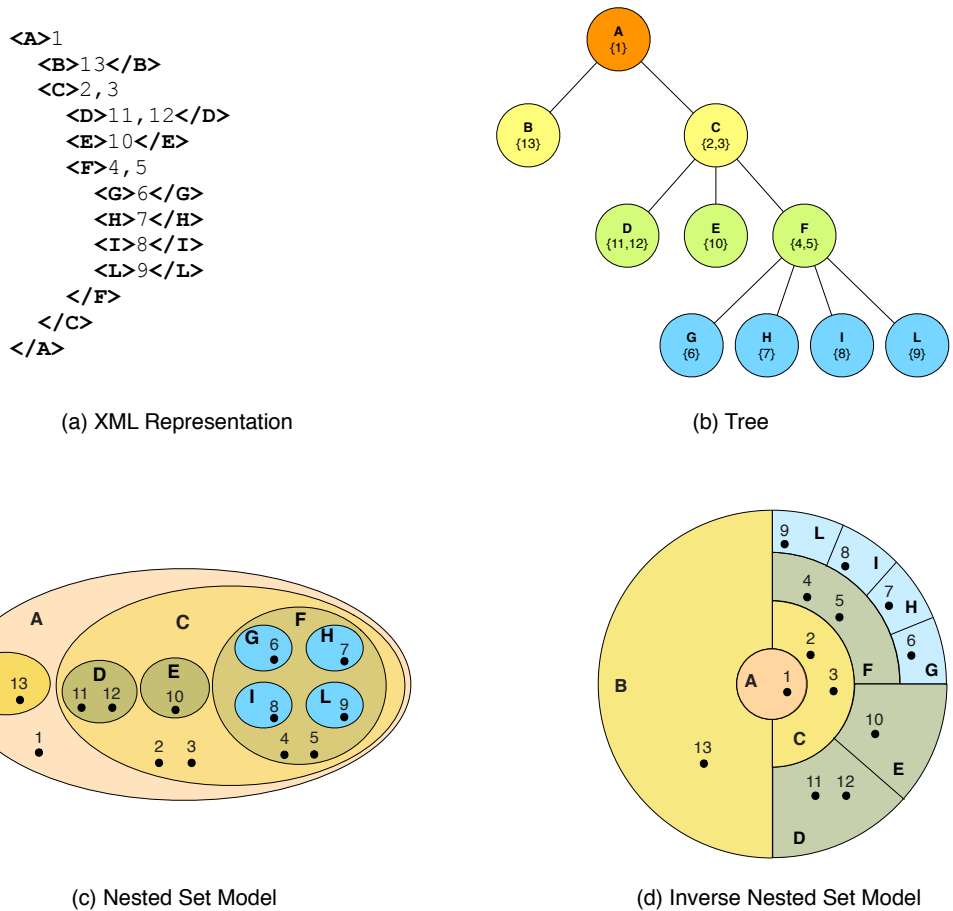 <A>1
<B>13</B>
<C>2,3
<D>11,12</D>
<E>10</E>
<F>4,5
<G>6</G>
<H>7</H>
<I>8</I>
<L>9</L>
</F>
</C>
</A>
(a) XML Representation
A
{1}
B
{13}
C
{2,3}
D
{11,12}
E
{10}
F
{4,5}
G
{6}
H
{7}
I
{8}
L
{9}
(b) Tree
A
C
F
G
6
H
7
D
11 12
E
10
I
8
L
9
13
1
2 3
4 5
(c) Nested Set Model
9 L
8 I
7 H
6 G
4
5
F
2
3
A 1
C
B
13
10
E
11 12
D
(d) Inverse Nested Set Model